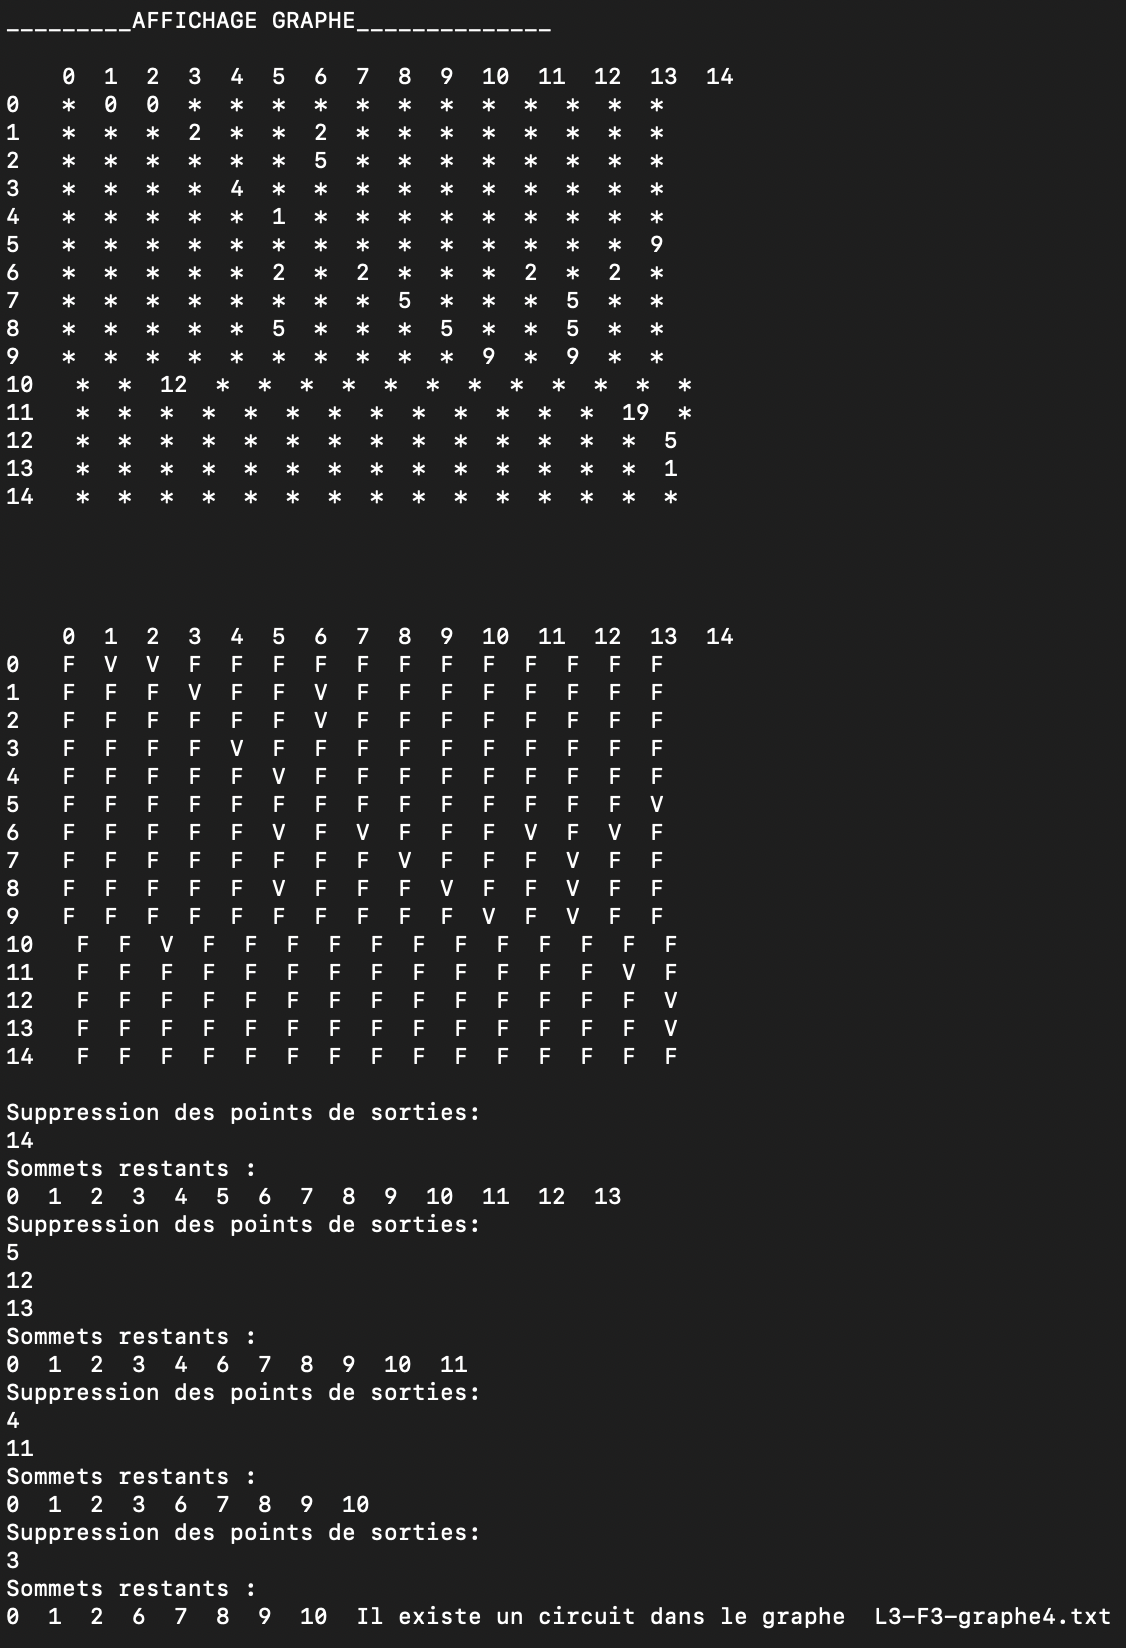 _________AFFICHAGE GRAPHE______________
    0  1  2  3  4  5  6  7  8  9  10  11  12  13  14
0   *  0  0  *  *  *  *  *  *  *  *  *  *  *  *
1   *  *  *  2  *  *  2  *  *  *  *  *  *  *  *
2   *  *  *  *  *  *  5  *  *  *  *  *  *  *  *
3   *  *  *  *  4  *  *  *  *  *  *  *  *  *  *
4   *  *  *  *  *  1  *  *  *  *  *  *  *  *  *
5   *  *  *  *  *  *  *  *  *  *  *  *  *  *  9
6   *  *  *  *  *  2  *  2  *  *  *  2  *  2  *
7   *  *  *  *  *  *  *  *  5  *  *  *  5  *  *
8   *  *  *  *  *  5  *  *  *  5  *  *  5  *  *
9   *  *  *  *  *  *  *  *  *  *  9  *  9  *  *
10   *  *  12  *  *  *  *  *  *  *  *  *  *  *  *
11   *  *  *  *  *  *  *  *  *  *  *  *  *  19  *
12   *  *  *  *  *  *  *  *  *  *  *  *  *  *  5
13   *  *  *  *  *  *  *  *  *  *  *  *  *  *  1
14   *  *  *  *  *  *  *  *  *  *  *  *  *  *  *
    0  1  2  3  4  5  6  7  8  9  10  11  12  13  14
0   F  V  V  F  F  F  F  F  F  F  F  F  F  F  F
1   F  F  F  V  F  F  V  F  F  F  F  F  F  F  F
2   F  F  F  F  F  F  V  F  F  F  F  F  F  F  F
3   F  F  F  F  V  F  F  F  F  F  F  F  F  F  F
4   F  F  F  F  F  V  F  F  F  F  F  F  F  F  F
5   F  F  F  F  F  F  F  F  F  F  F  F  F  F  V
6   F  F  F  F  F  V  F  V  F  F  F  V  F  V  F
7   F  F  F  F  F  F  F  F  V  F  F  F  V  F  F
8   F  F  F  F  F  V  F  F  F  V  F  F  V  F  F
9   F  F  F  F  F  F  F  F  F  F  V  F  V  F  F
10   F  F  V  F  F  F  F  F  F  F  F  F  F  F  F
11   F  F  F  F  F  F  F  F  F  F  F  F  F  V  F
12   F  F  F  F  F  F  F  F  F  F  F  F  F  F  V
13   F  F  F  F  F  F  F  F  F  F  F  F  F  F  V
14   F  F  F  F  F  F  F  F  F  F  F  F  F  F  F
Suppression des points de sorties:
14
Sommets restants :
0  1  2  3  4  5  6  7  8  9  10  11  12  13
Suppression des points de sorties:
5
12
13
Sommets restants :
0  1  2  3  4  6  7  8  9  10  11
Suppression des points de sorties:
4
11
Sommets restants :
0  1  2  3  6  7  8  9  10
Suppression des points de sorties:
3
Sommets restants :
0  1  2  6  7  8  9  10  Il existe un circuit dans le graphe  L3-F3-graphe4.txt